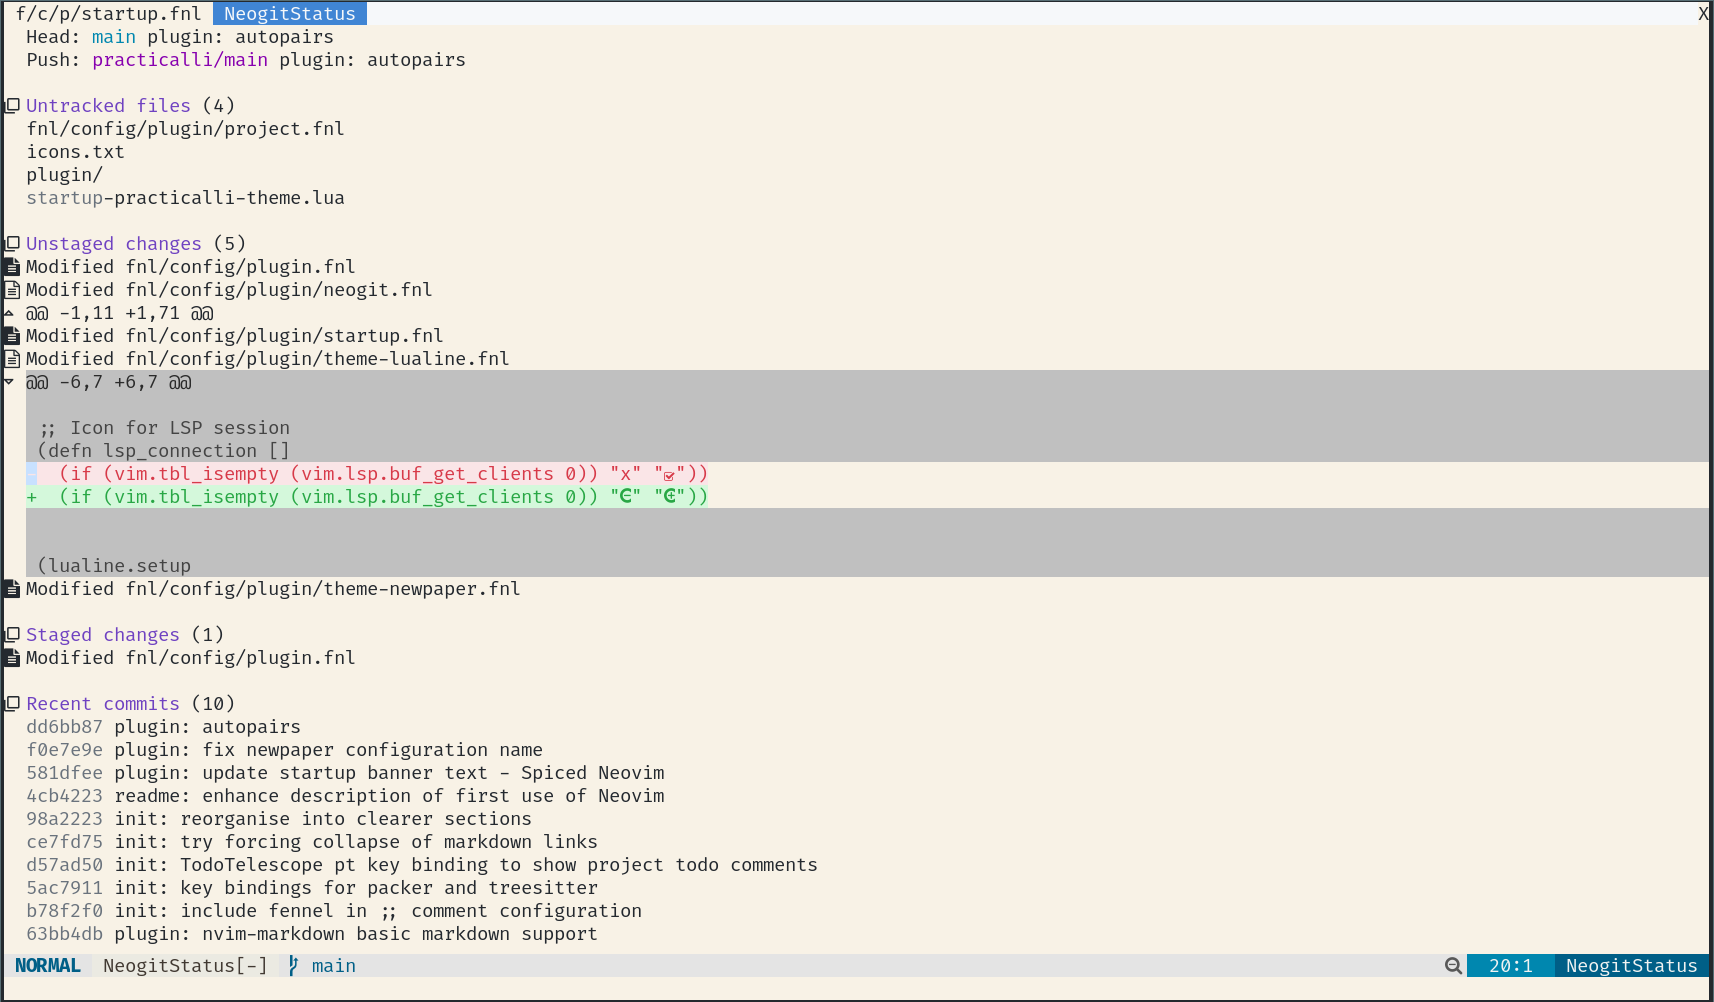 f/c/p/startup.fnl NeogitStatus X
Head: main plugin: autopairs
Push: practicalli/main plugin: autopairs
Untracked files (4)
fnl/config/plugin/project.fnl
icons.txt
plugin/
startup-practicalli-theme.lua
Unstaged changes (5)
Modified fnl/config/plugin.fnl
Modified fnl/config/plugin/neogit.fnl
@@ -1,11 +1,71 @@
Modified fnl/config/plugin/startup.fnl
Modified fnl/config/plugin/theme-lualine.fnl
@@ -6,7 +6,7 @@
;; Icon for LSP session
(defn lsp_connection []
-  (if (vim.tbl_isempty (vim.lsp.buf_get_clients 0)) "x" ""))
+  (if (vim.tbl_isempty (vim.lsp.buf_get_clients 0)) "" ""))
(lualine.setup
Modified fnl/config/plugin/theme-newpaper.fnl
Staged changes (1)
Modified fnl/config/plugin.fnl
Recent commits (10)
dd6bb87 plugin: autopairs
f0e7e9e plugin: fix newpaper configuration name
581dfee plugin: update startup banner text - Spiced Neovim
4cb4223 readme: enhance description of first use of Neovim
98a2223 init: reorganise into clearer sections
ce7fd75 init: try forcing collapse of markdown links
d57ad50 init: TodoTelescope pt key binding to show project todo comments
5ac7911 init: key bindings for packer and treesitter
b78f2f0 init: include fennel in ;; comment configuration
63bb4db plugin: nvim-markdown basic markdown support
NORMAL NeogitStatus[-] main 20:1 NeogitStatus